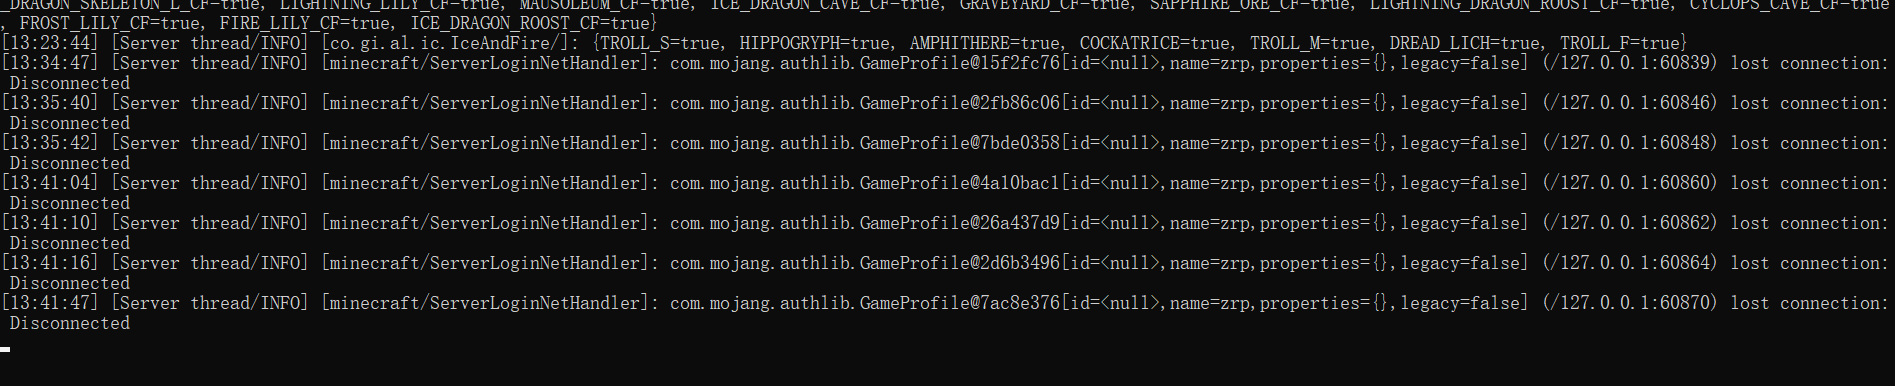 _DRAGON_SKELETON_L_CF=true, LIGHTNING_LILY_CF=true, MAUSOLEUM_CF=true, ICE_DRAGON_CAVE_CF=true, GRAVEYARD_CF=true, SAPPHIRE_ORE_CF=true, LIGHTNING_DRAGON_ROOST_CF=true, CYCLOPS_CAVE_CF=true
, FROST_LILY_CF=true, FIRE_LILY_CF=true, ICE_DRAGON_ROOST_CF=true}
[13:23:44] [Server thread/INFO] [co.gi.al.ic.IceAndFire/]: {TROLL_S=true, HIPPOGRYPH=true, AMPHITHERE=true, COCKATRICE=true, TROLL_M=true, DREAD_LICH=true, TROLL_F=true}
[13:34:47] [Server thread/INFO] [minecraft/ServerLoginNetHandler]: com.mojang.authlib.GameProfile@15f2fc76[id=<null>,name=zrp,properties={},legacy=false] (/127.0.0.1:60839) lost connection:
Disconnected
[13:35:40] [Server thread/INFO] [minecraft/ServerLoginNetHandler]: com.mojang.authlib.GameProfile@2fb86c06[id=<null>,name=zrp,properties={},legacy=false] (/127.0.0.1:60846) lost connection:
Disconnected
[13:35:42] [Server thread/INFO] [minecraft/ServerLoginNetHandler]: com.mojang.authlib.GameProfile@7bde0358[id=<null>,name=zrp,properties={},legacy=false] (/127.0.0.1:60848) lost connection:
Disconnected
[13:41:04] [Server thread/INFO] [minecraft/ServerLoginNetHandler]: com.mojang.authlib.GameProfile@4a10bac1[id=<null>,name=zrp,properties={},legacy=false] (/127.0.0.1:60860) lost connection:
Disconnected
[13:41:10] [Server thread/INFO] [minecraft/ServerLoginNetHandler]: com.mojang.authlib.GameProfile@26a437d9[id=<null>,name=zrp,properties={},legacy=false] (/127.0.0.1:60862) lost connection:
Disconnected
[13:41:16] [Server thread/INFO] [minecraft/ServerLoginNetHandler]: com.mojang.authlib.GameProfile@2d6b3496[id=<null>,name=zrp,properties={},legacy=false] (/127.0.0.1:60864) lost connection:
Disconnected
[13:41:47] [Server thread/INFO] [minecraft/ServerLoginNetHandler]: com.mojang.authlib.GameProfile@7ac8e376[id=<null>,name=zrp,properties={},legacy=false] (/127.0.0.1:60870) lost connection:
Disconnected